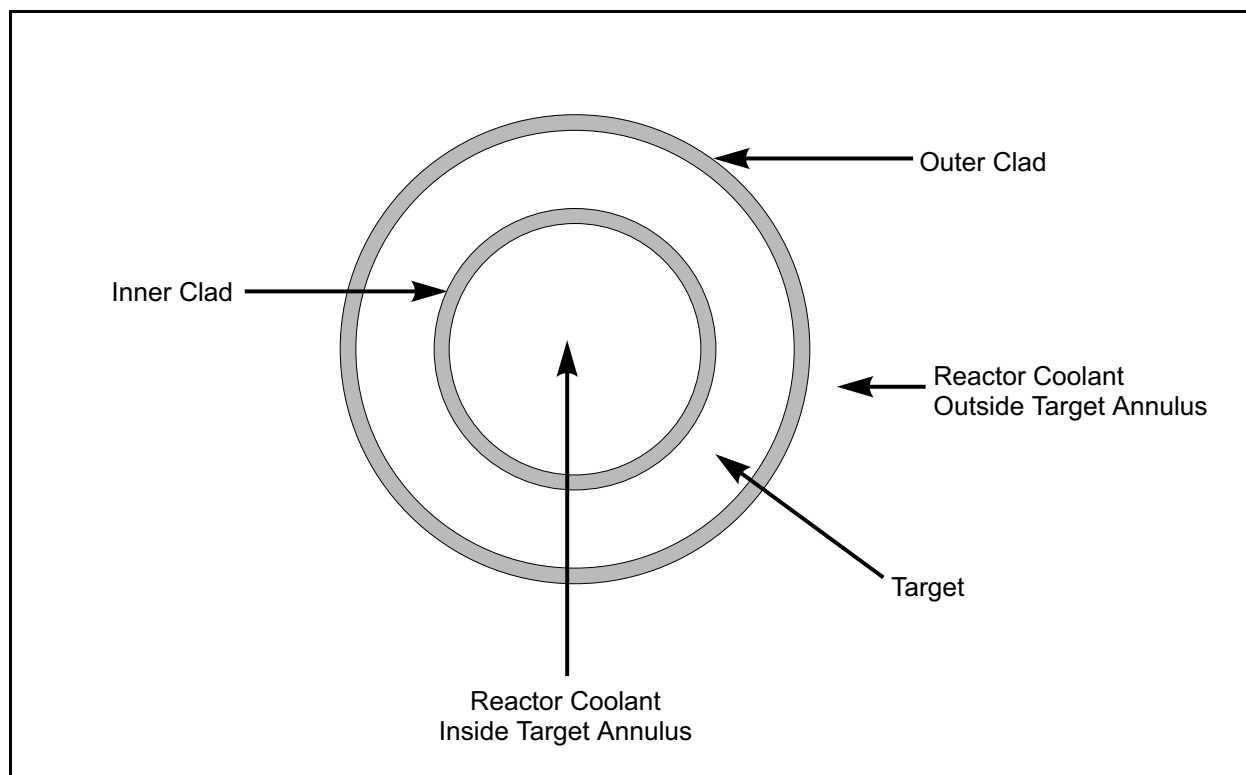 Outer Clad
Inner Clad
Reactor Coolant
Outside Target Annulus
Target
Reactor Coolant
Inside Target Annulus